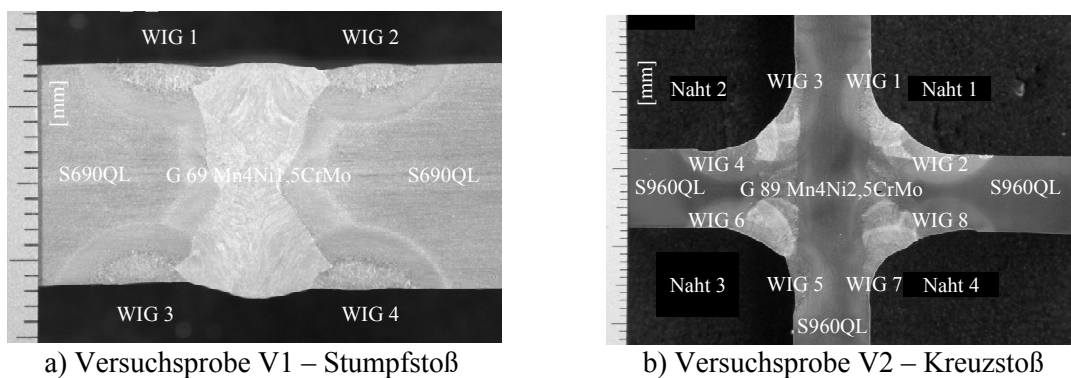 WIG 1
WIG 2
[mm]
S690QL
G 69 Mn4Ni1,5CrMo
S690QL
WIG 3
WIG 4
a) Versuchsprobe V1 – Stumpfstoß
[mm]
Naht 2
WIG 3
WIG 1
Naht 1
WIG 4
WIG 2
S960QL
G 89 Mn4Ni2,5CrMo
S960QL
WIG 6
WIG 8
Naht 3
WIG 5
WIG 7
Naht 4
S960QL
b) Versuchsprobe V2 – Kreuzstoß